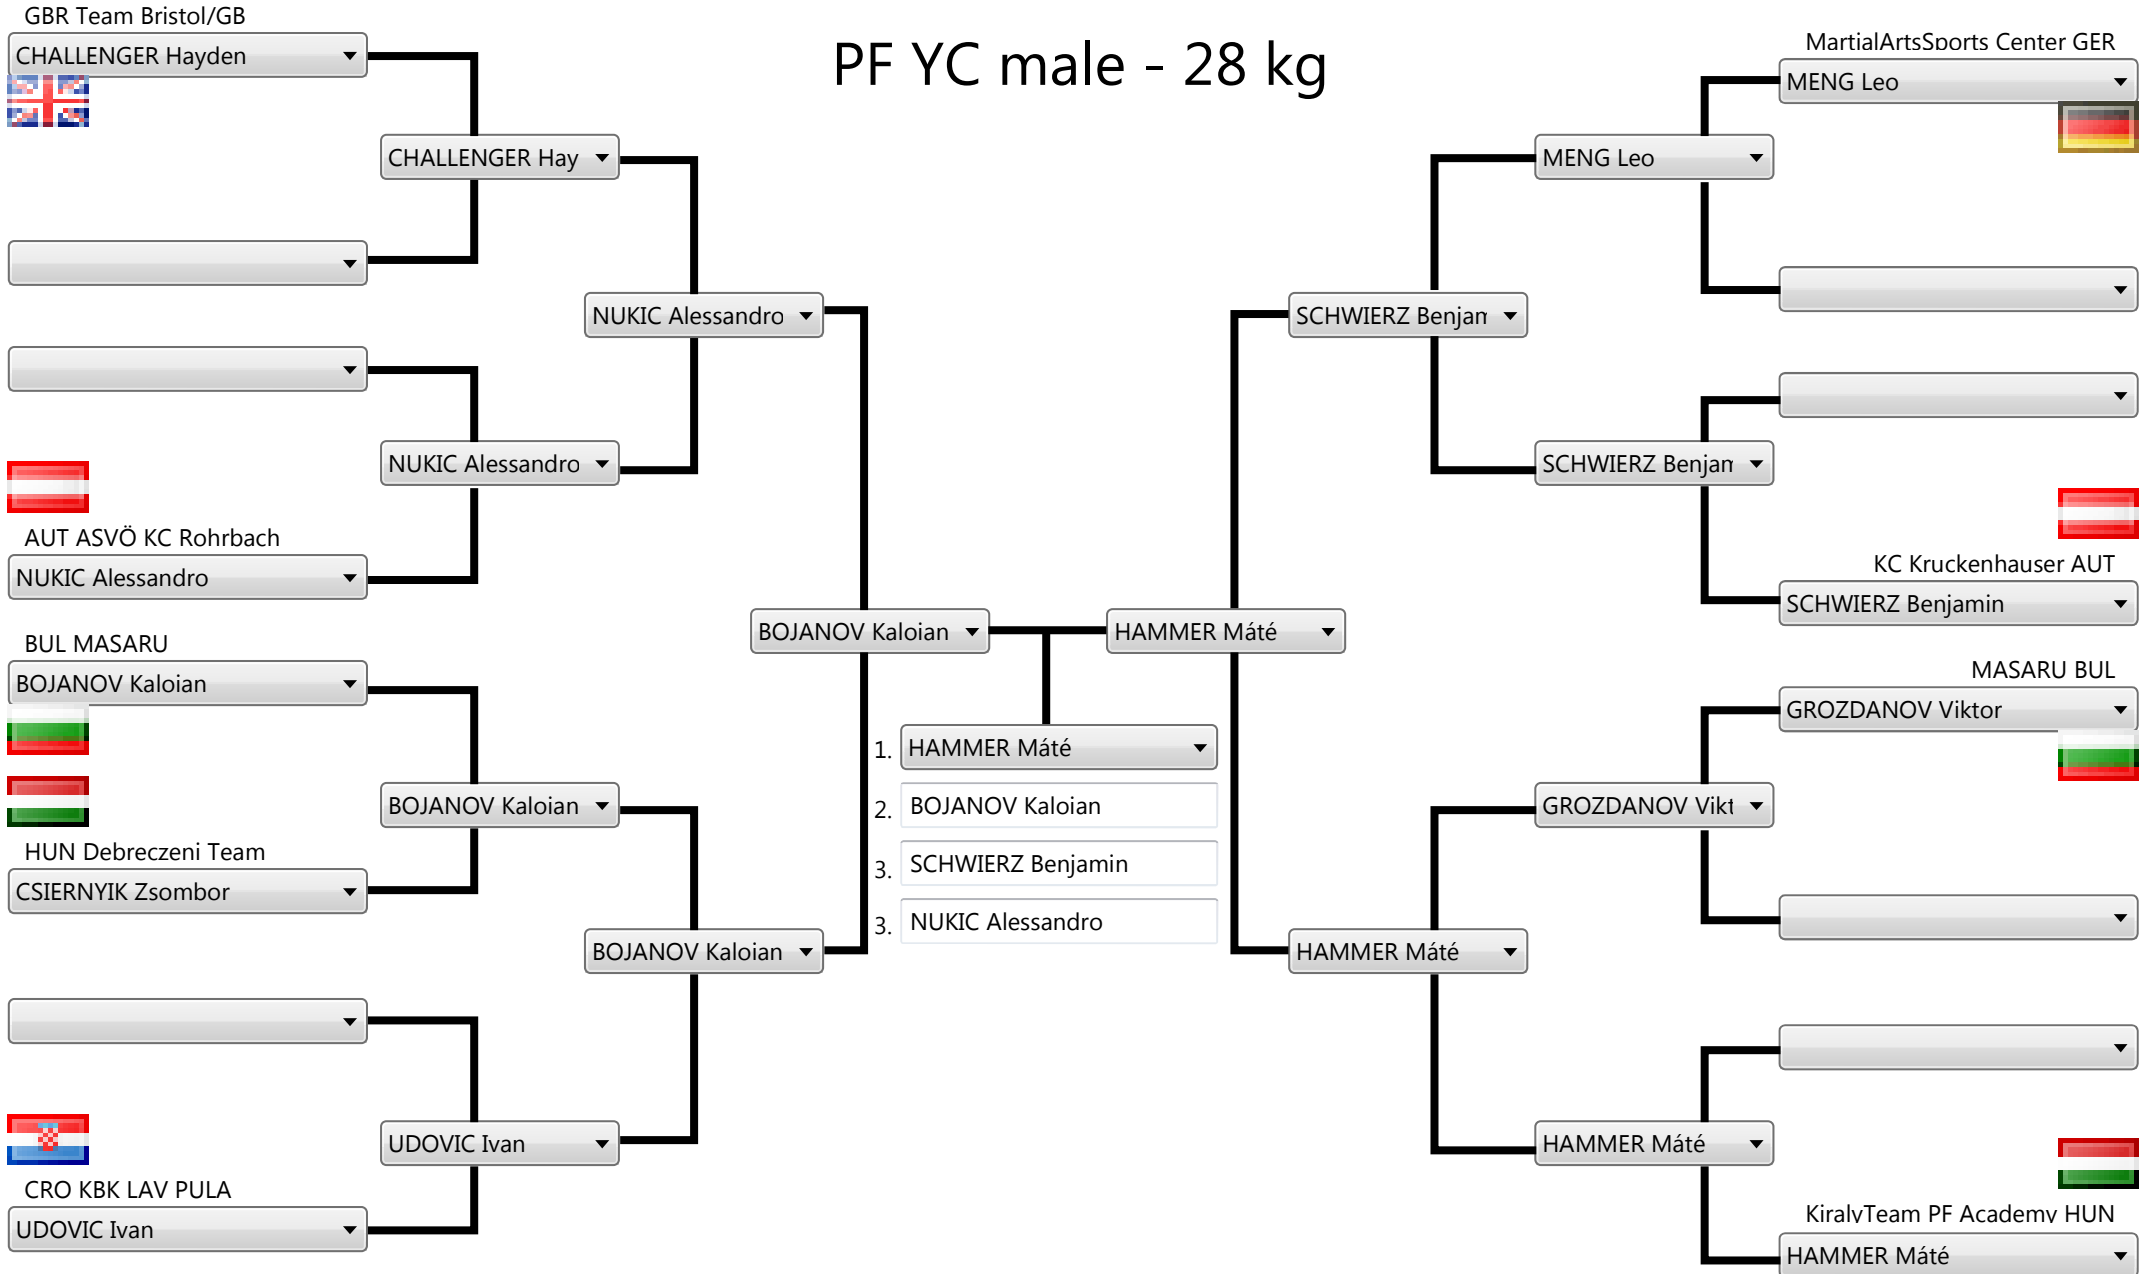 GBR Team Bristol/GB
CHALLENGER Hayden
CHALLENGER Hay
NUKIC Alessandro
NUKIC Alessandro
AUT ASVÖ KC Rohrbach
NUKIC Alessandro
BUL MASARU
BOJANOV Kaloian
BOJANOV Kaloian
HUN Debreczeni Team
CSIERNYIK Zsombor
BOJANOV Kaloian
UDOVIC Ivan
CRO KBK LAV PULA
UDOVIC Ivan
PF YC male - 28 kg
BOJANOV Kaloian
HAMMER Máté
1. HAMMER Máté
2. BOJANOV Kaloian
3. SCHWIERZ Benjamin
3. NUKIC Alessandro
MartialArtsSports Center GER
MENG Leo
MENG Leo
SCHWIERZ Benjam
SCHWIERZ Benjam
KC Kruckenhauser AUT
SCHWIERZ Benjamin
MASARU BUL
GROZDANOV Viktor
GROZDANOV Vikt
HAMMER Máté
HAMMER Máté
KiralyTeam PF Academy HUN
HAMMER Máté